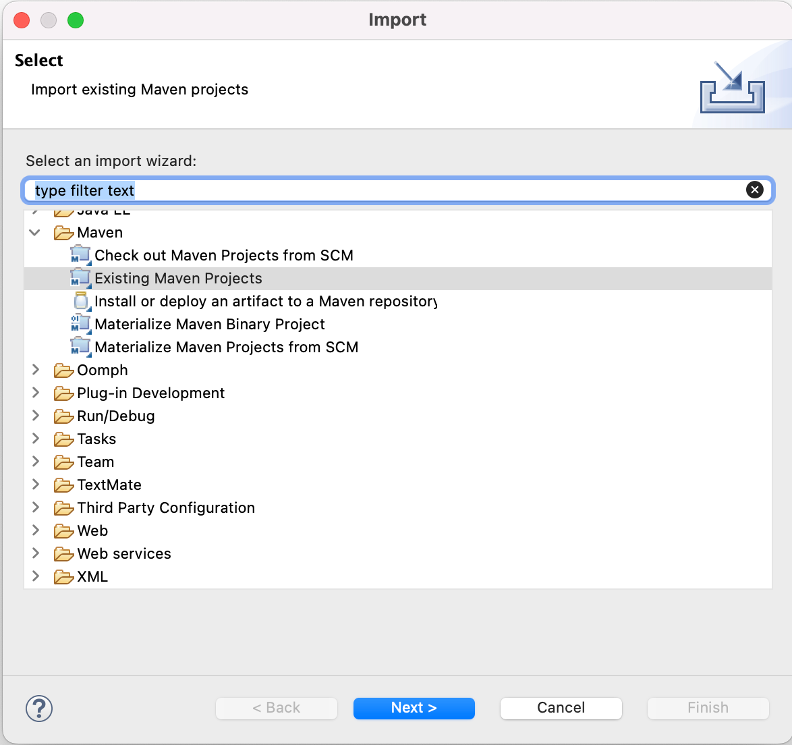 Import
Select
Import existing Maven projects
Select an import wizard:
type filter text
Java EE
Maven
Check out Maven Projects from SCM
Existing Maven Projects
Install or deploy an artifact to a Maven repository
Materialize Maven Binary Project
Materialize Maven Projects from SCM
Oomph
Plug-in Development
Run/Debug
Tasks
Team
TextMate
Third Party Configuration
Web
Web services
XML
? < Back Next > Cancel Finish